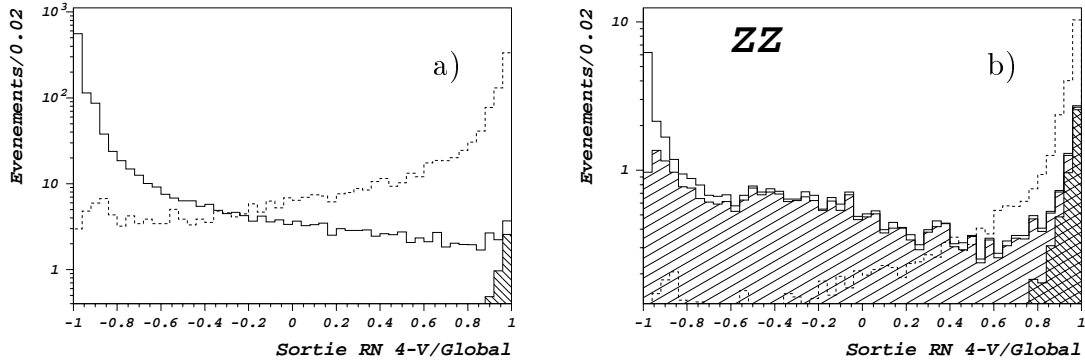 Evenements/0.02
10³
10²
10
1
a)
-1 -0.8 -0.6 -0.4 -0.2 0 0.2 0.4 0.6 0.8 1
Sortie RN 4-V/Global
Evenements/0.02
10
1
ZZ
b)
-1 -0.8 -0.6 -0.4 -0.2 0 0.2 0.4 0.6 0.8 1
Sortie RN 4-V/Global